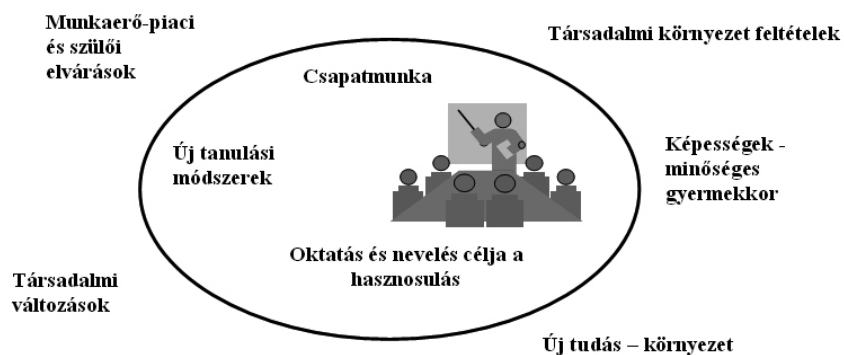 Munkaerő-piaci
és szülői
elvárások
Társadalmi környezet feltételek
Csapatmunka
Új tanulási
módszerek
Képességek -
minőséges
gyermekkor
Oktatás és nevelés célja a
hasznosulás
Társadalmi
változások
Új tudás – környezet